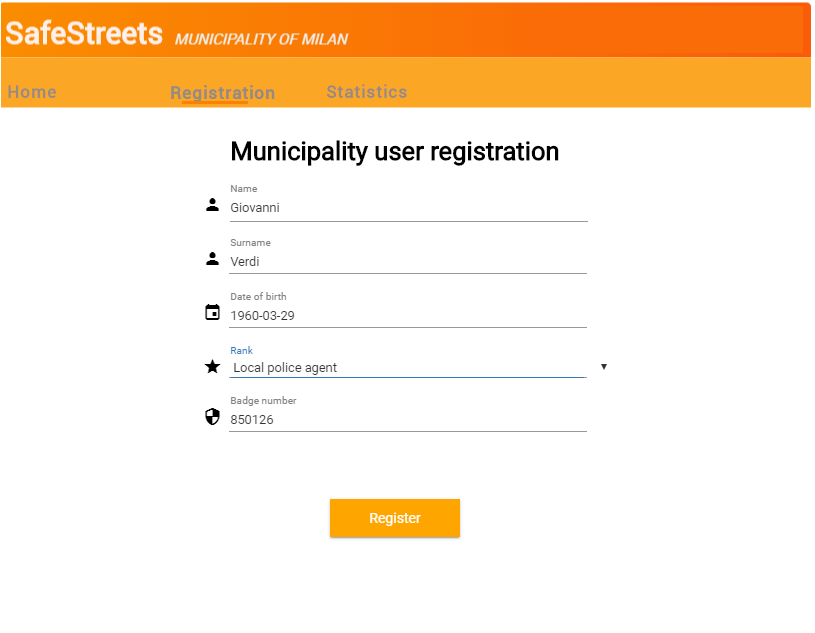 SafeStreets MUNICIPALITY OF MILAN
Home Registration Statistics
Municipality user registration
Name
Giovanni
Surname
Verdi
Date of birth
1960-03-29
Rank
Local police agent
Badge number
850126
Register